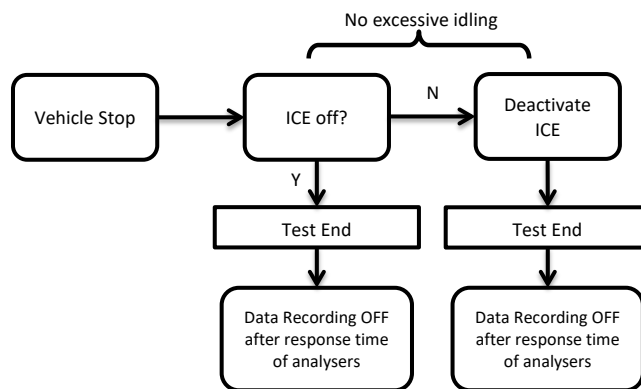 No excessive idling
Vehicle Stop
ICE off?
N
Deactivate
ICE
Y
Test End
Test End
Data Recording OFF
after response time
of analysers
Data Recording OFF
after response time
of analysers